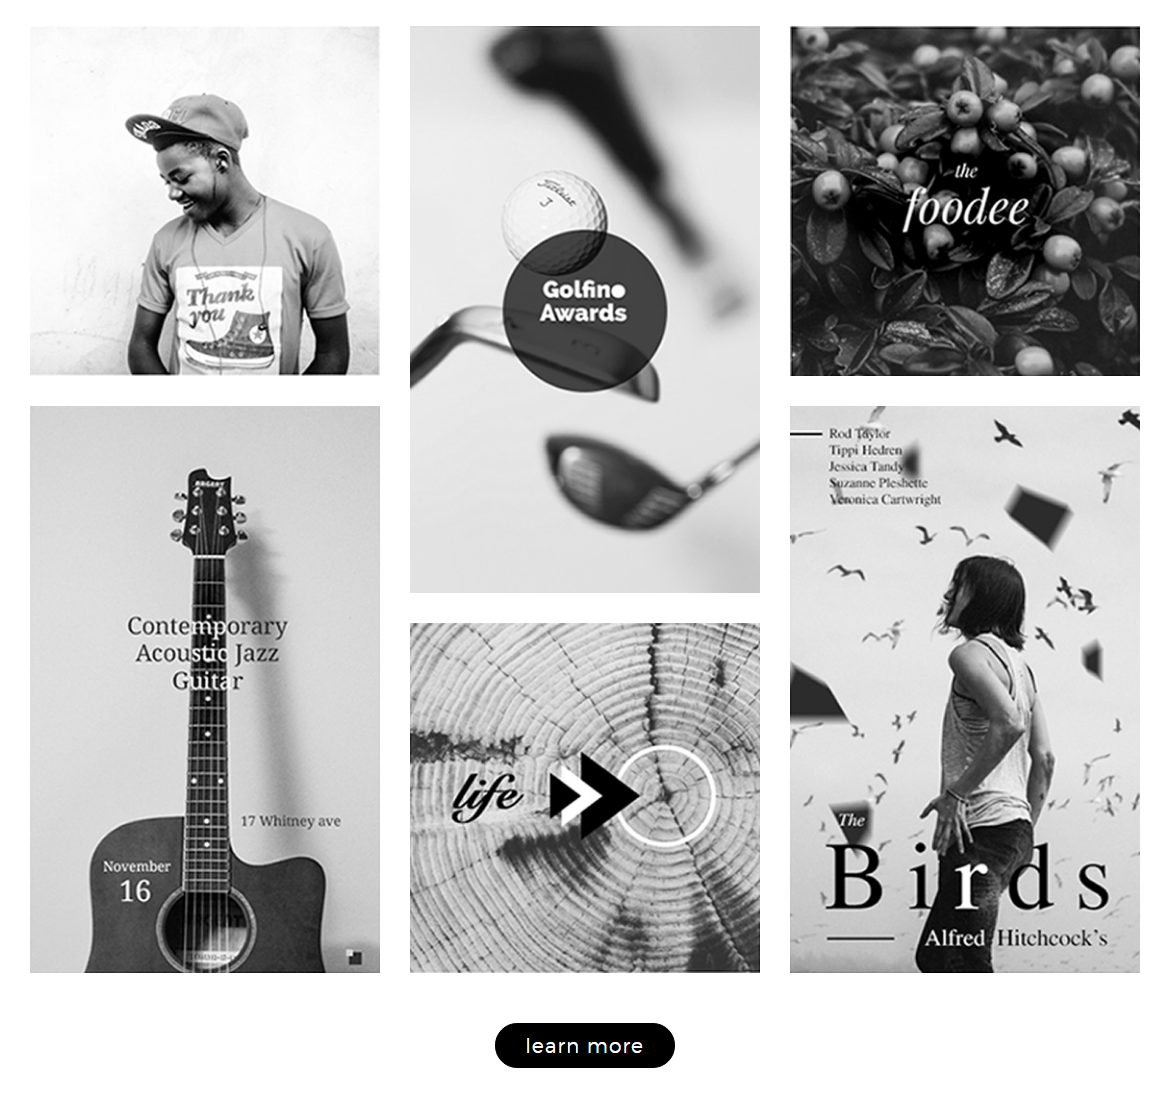 Thank
you
Titleist
3
Golfino
Awards
the
foodee
ARGENT
Contemporary
Acoustic Jazz
Guitar
17 Whitney ave
November
16
life
Rod Taylor
Tippi Hedren
Jessica Tandy
Suzanne Pleshette
Veronica Cartwright
The
Birds
Alfred Hitchcock's
learn more